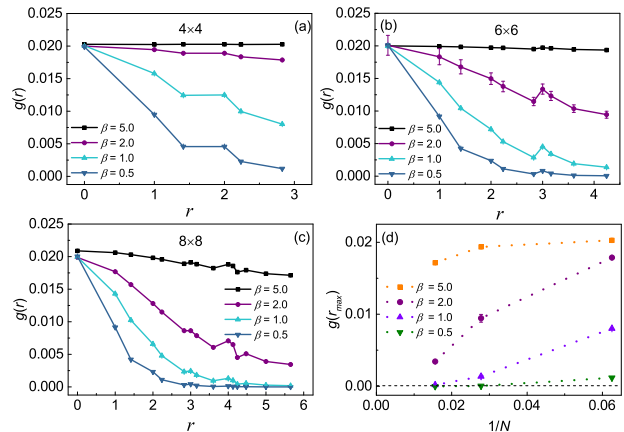 4×4
(a)
0.020
0.015
0.010
0.005
0.000
g(r)
β = 5.0
β = 2.0
β = 1.0
β = 0.5
0 1 2 3
r
6×6
(b)
0.020
0.015
0.010
0.005
0.000
g(r)
β = 5.0
β = 2.0
β = 1.0
β = 0.5
0 1 2 3 4
r
8×8
(c)
0.025
0.020
0.015
0.010
0.005
0.000
g(r)
β = 5.0
β = 2.0
β = 1.0
β = 0.5
0 1 2 3 4 5 6
r
(d)
0.02
0.01
0.00
g(rmax)
β = 5.0
β = 2.0
β = 1.0
β = 0.5
0.00 0.02 0.04 0.06
1/N